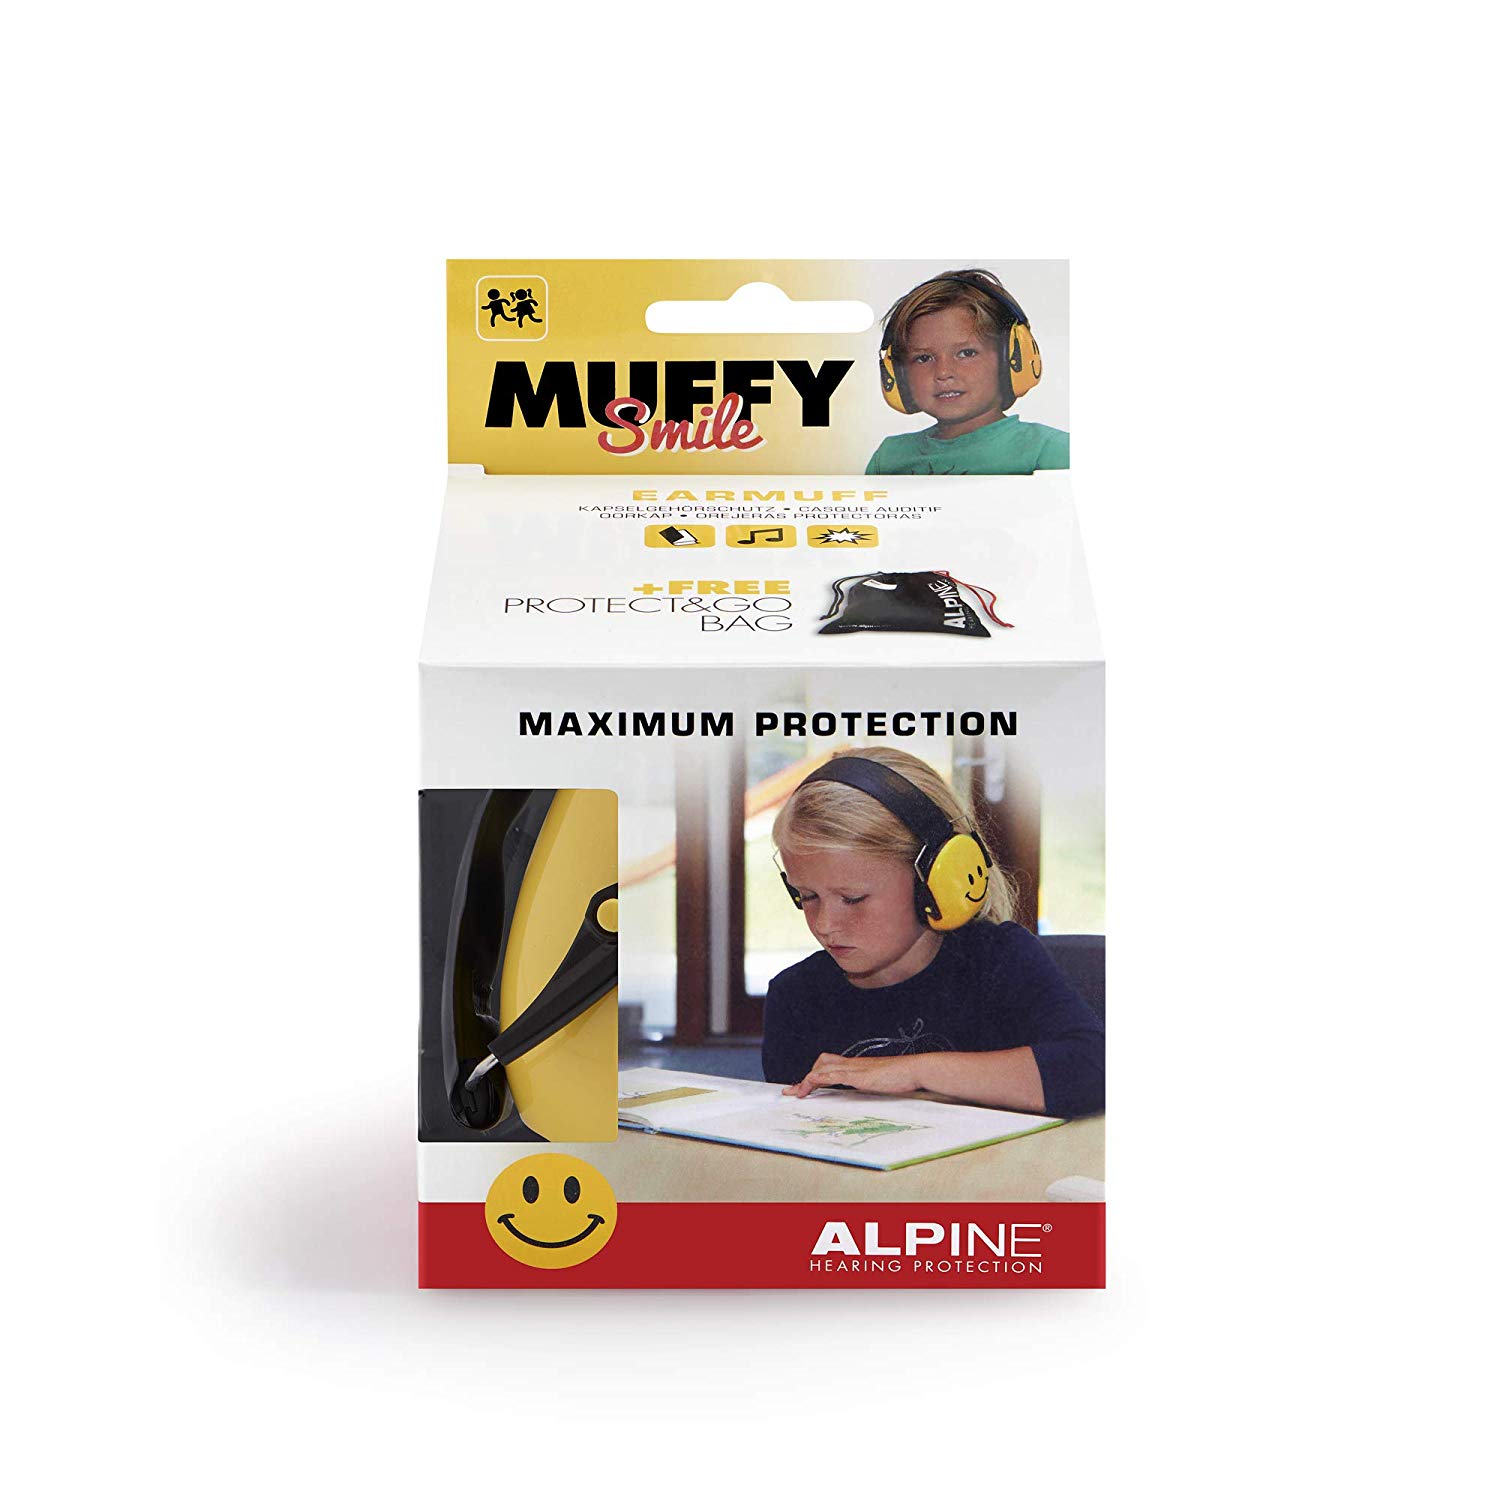 MUFFY
Smile
EARMUFF
KAPSELGEHÖRSCHUTZ • CASQUE AUDITIF
OORKAP • OREJERAS PROTECTORAS
+FREE
PROTECT&GO
BAG
ALPINE
MAXIMUM PROTECTION
ALPINE®
HEARING PROTECTION